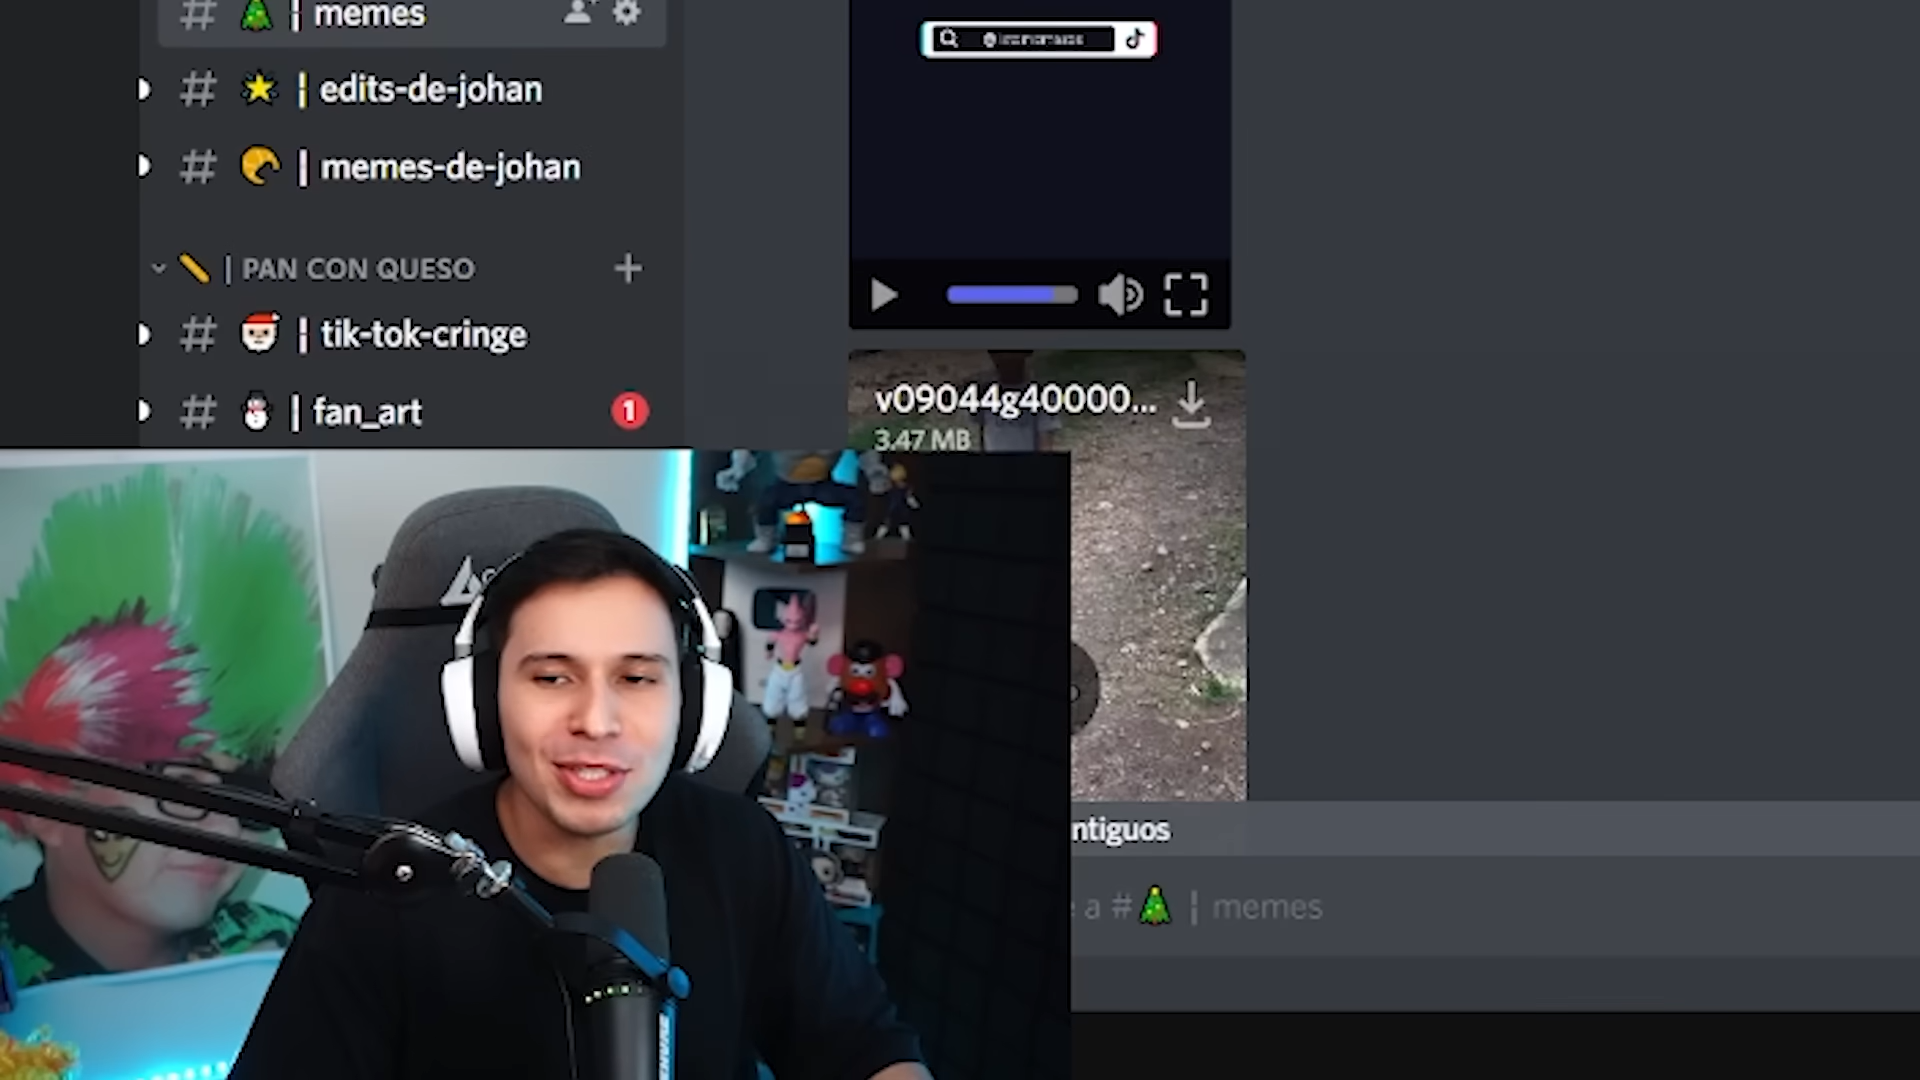 # 🎄 ¦ memes
# ⭐ ¦ edits-de-johan
# 🥐 ¦ memes-de-johan
📏 | PAN CON QUESO +
# 🎅 ¦ tik-tok-cringe
# ⛄ ¦ fan_art 1
v09044g40000...
3.47 MB
ntiguos
a #🎄 ¦ memes